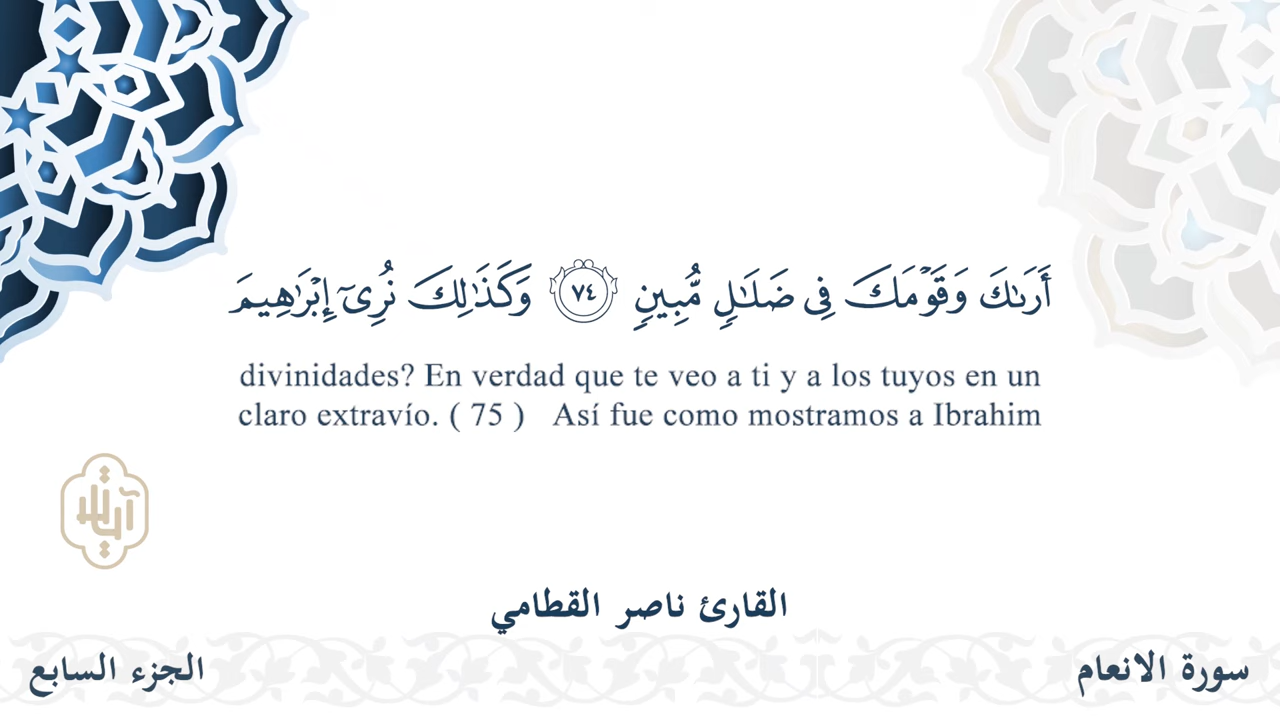 أَرَىٰكَ وَقَوْمَكَ فِى ضَلَٰلٍ مُّبِينٍ ٧٤ وَكَذَٰلِكَ نُرِىٓ إِبْرَٰهِيمَ
divinidades? En verdad que te veo a ti y a los tuyos en un
claro extravío. ( 75 ) Así fue como mostramos a Ibrahim
القارئ ناصر القطامي
سورة الانعام
الجزء السابع